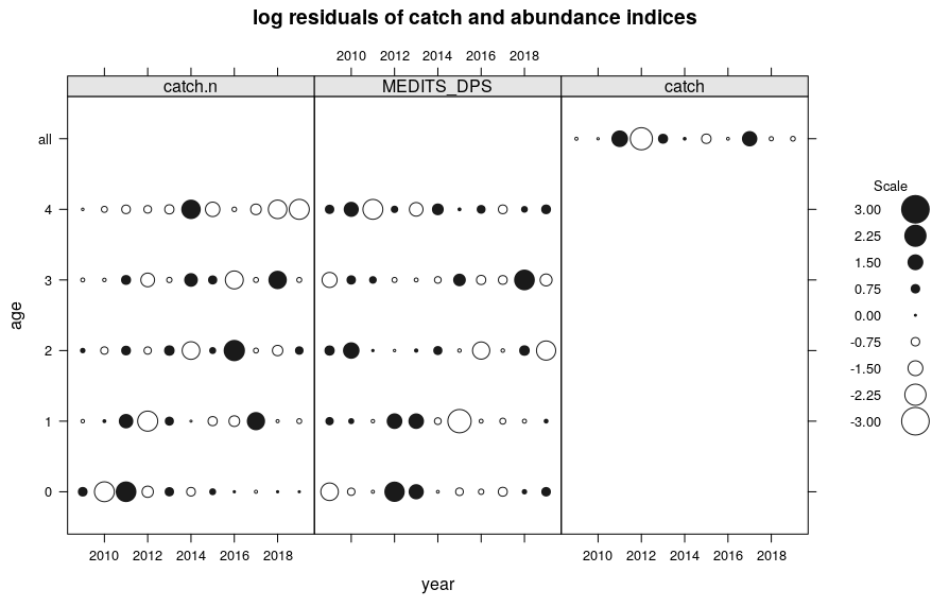 log residuals of catch and abundance indices
2010 2012 2014 2016 2018
catch.n MEDITS_DPS catch
all
4
3
2
1
0
age
2010 2012 2014 2016 2018
2010 2012 2014 2016 2018
year
Scale
3.00
2.25
1.50
0.75
0.00
-0.75
-1.50
-2.25
-3.00